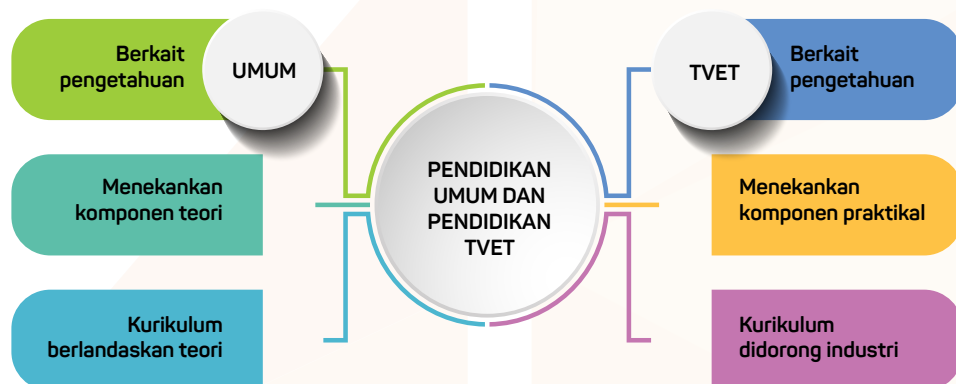 Berkait
pengetahuan
UMUM
Menekankan
komponen teori
Kurikulum
berlandaskan teori
PENDIDIKAN
UMUM DAN
PENDIDIKAN
TVET
TVET
Berkait
pengetahuan
Menekankan
komponen praktikal
Kurikulum
didorong industri